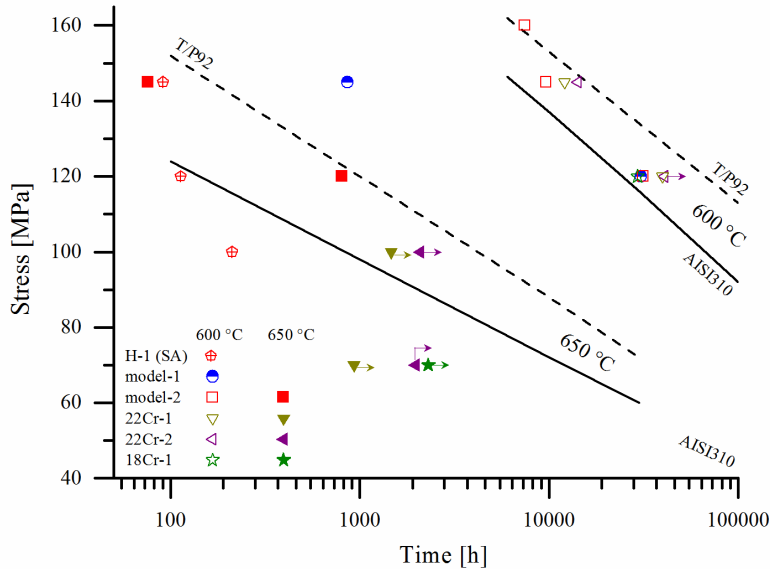 160
140
120
100
80
60
40
Stress [MPa]
T/P92
T/P92
600 °C
AISI310
650 °C
AISI310
600 °C 650 °C
H-1 (SA)
model-1
model-2
22Cr-1
22Cr-2
18Cr-1
100 1000 10000 100000
Time [h]